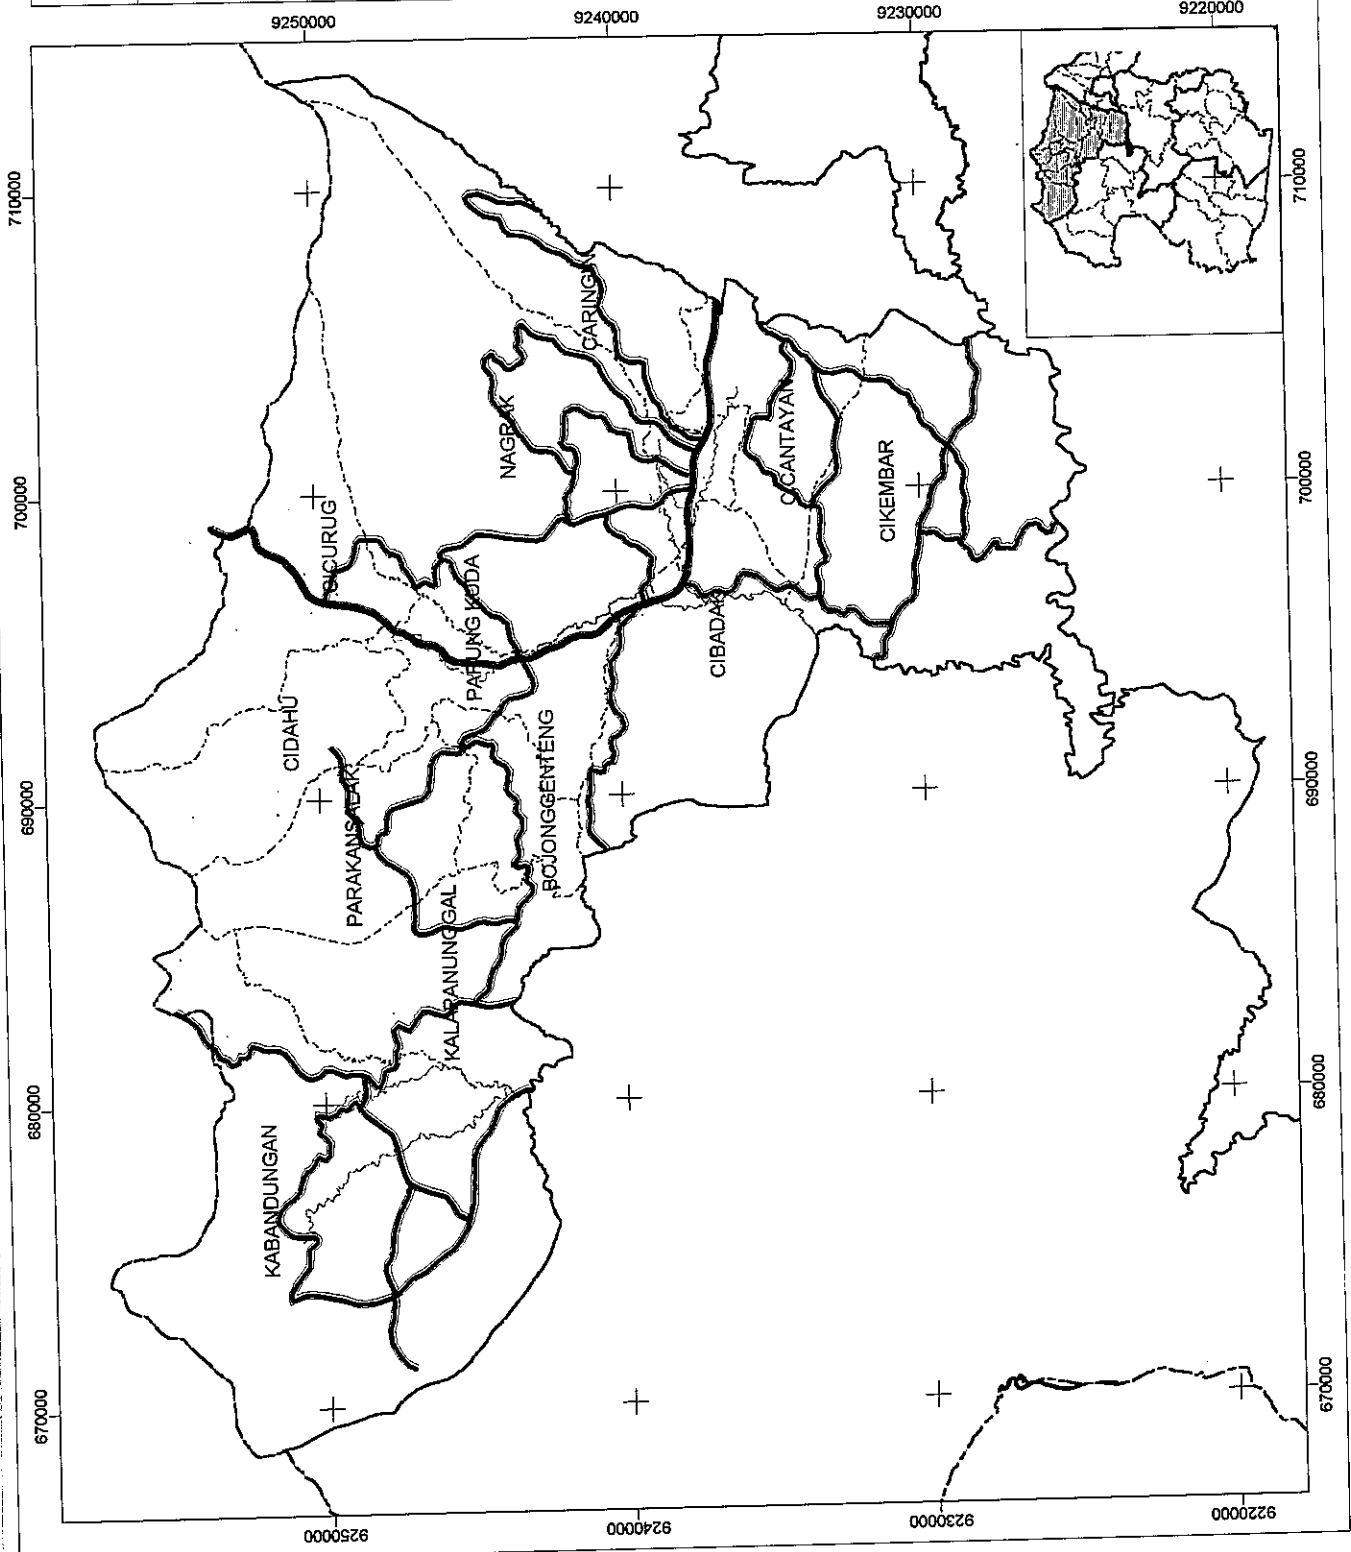 9250000
9240000
9230000
9220000
710000
710000
CARINGIN
NAGRAK
CICANTAYAN
CIKEMBAR
700000
700000
CICURUG
PARUNG KUDA
CIBADAK
CIDAHU
BOJONGGENTENG
690000
690000
PARAKANSALAK
KALAPANUNGGAL
680000
680000
KABANDUNGAN
670000
670000
9250000
9240000
9230000
9220000